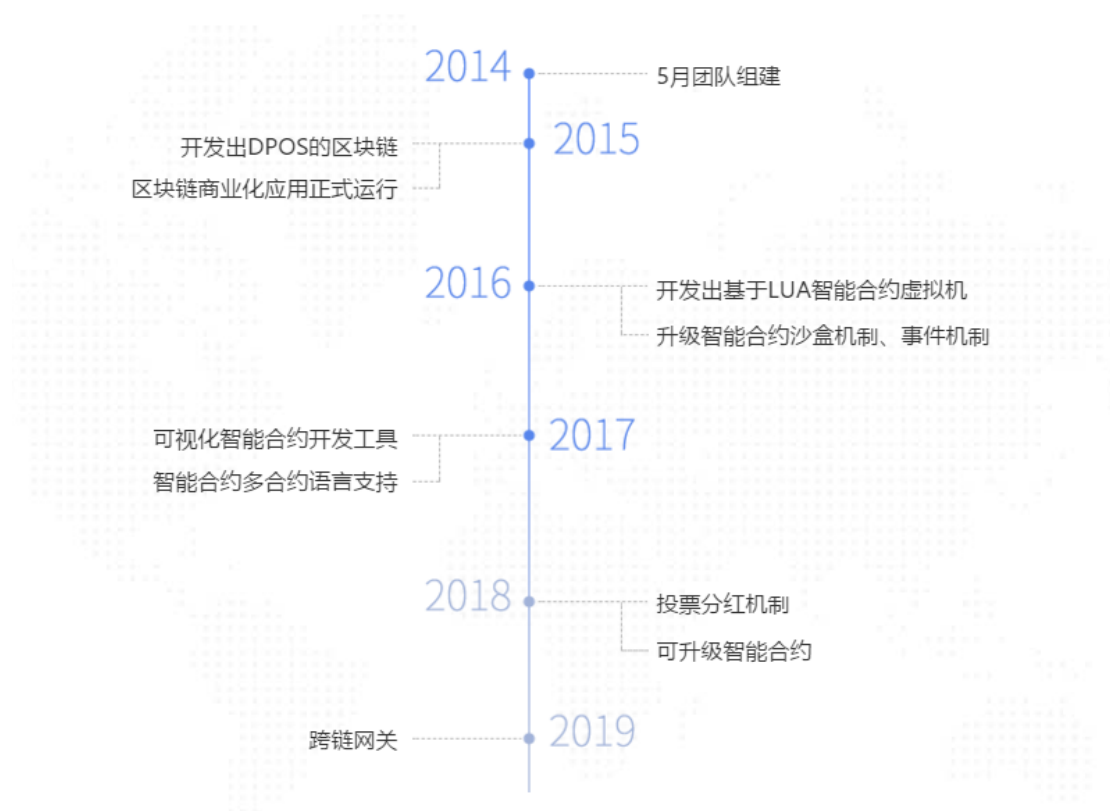 2014
5月团队组建
2015
开发出DPOS的区块链
区块链商业化应用正式运行
2016
开发出基于LUA智能合约虚拟机
升级智能合约沙盒机制、事件机制
2017
可视化智能合约开发工具
智能合约多合约语言支持
2018
投票分红机制
可升级智能合约
2019
跨链网关